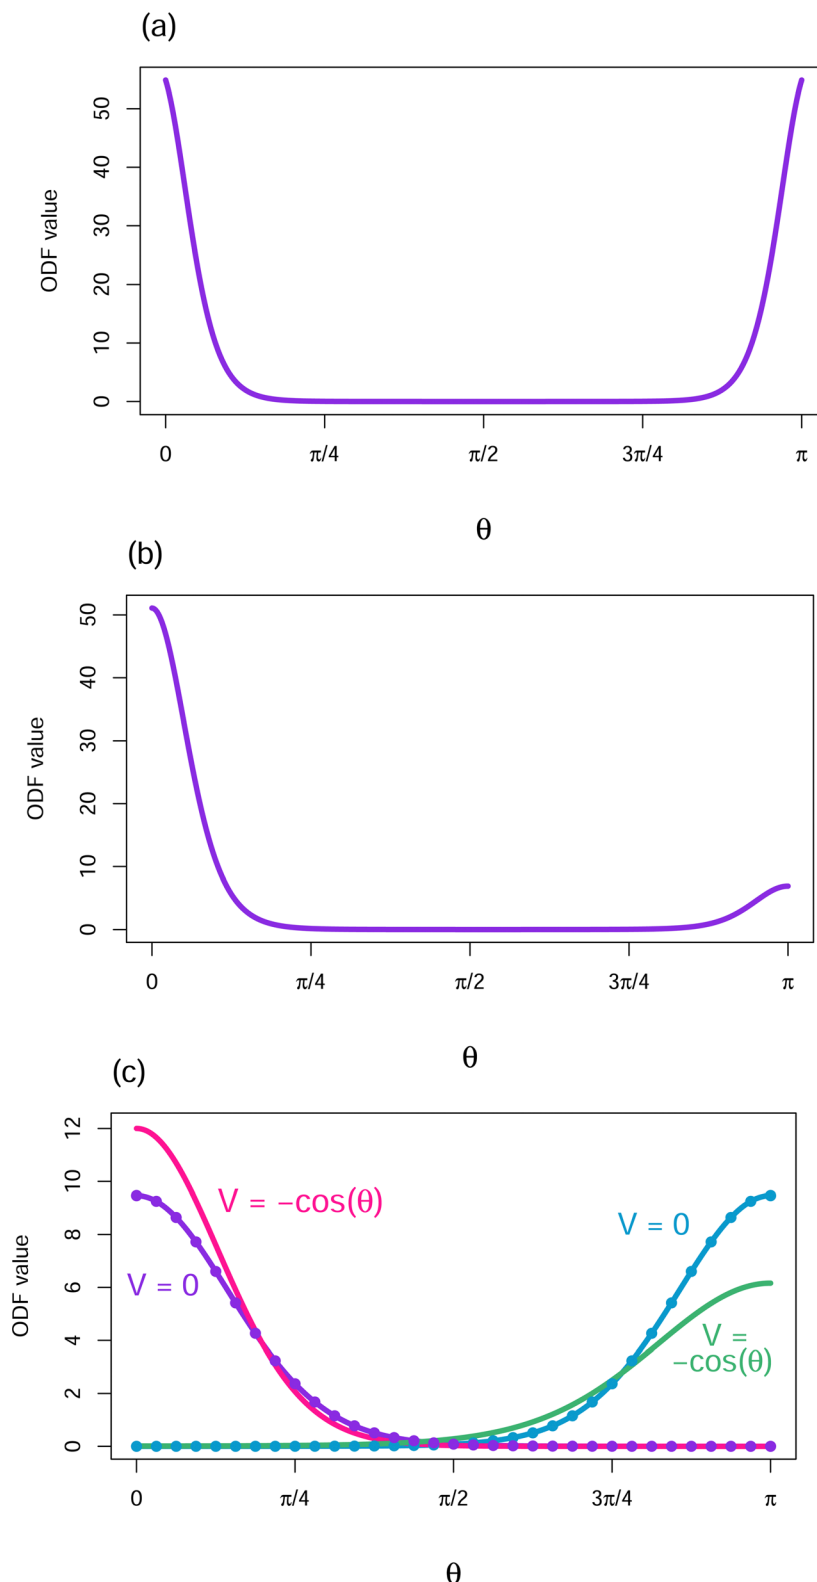 (a)
ODF value
50
40
30
20
10
0
0 π/4 π/2 3π/4 π
θ
(b)
ODF value
50
40
30
20
10
0
0 π/4 π/2 3π/4 π
θ
(c)
ODF value
12
10
8
6
4
2
0
V = −cos(θ)
V = 0
V = 0
V =
−cos(θ)
0 π/4 π/2 3π/4 π
θ